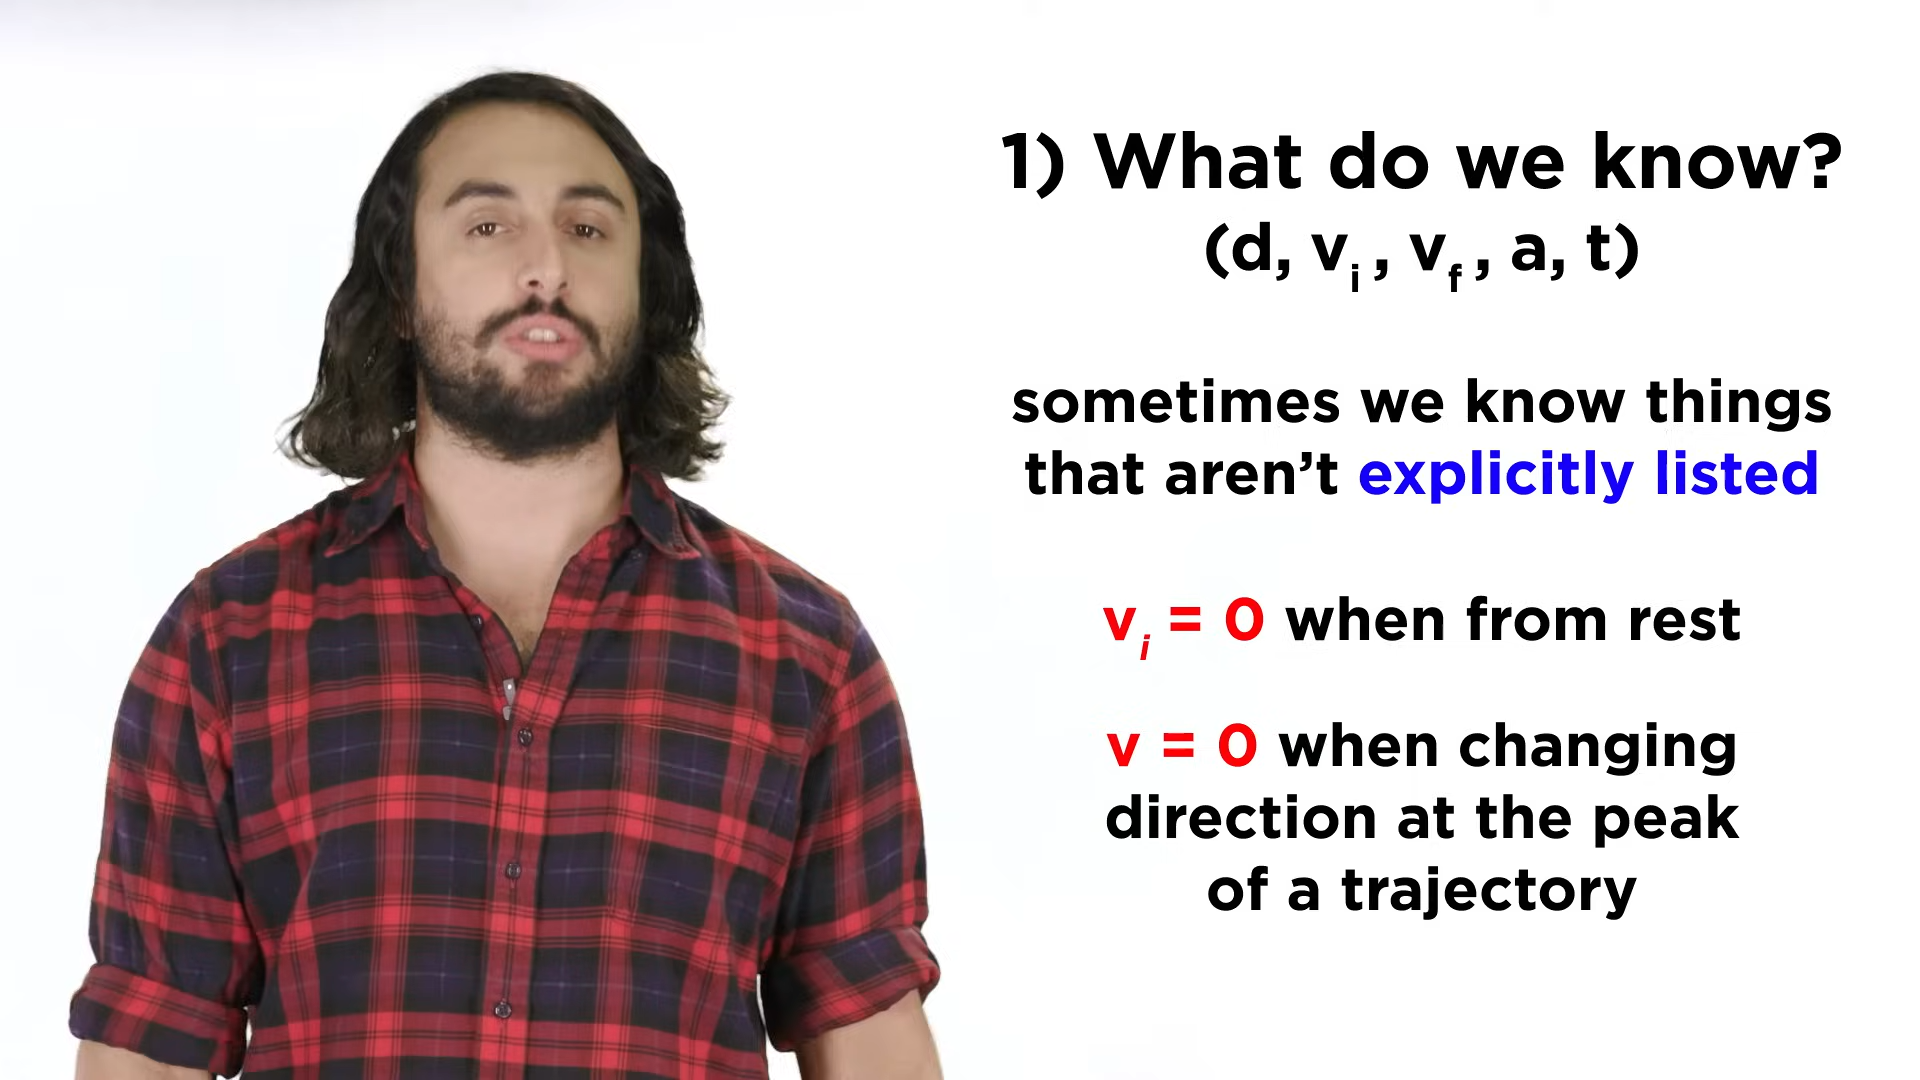 1) What do we know?
(d, vᵢ , v_f , a, t)
sometimes we know things
that aren’t explicitly listed
vᵢ = 0 when from rest
v = 0 when changing
direction at the peak
of a trajectory